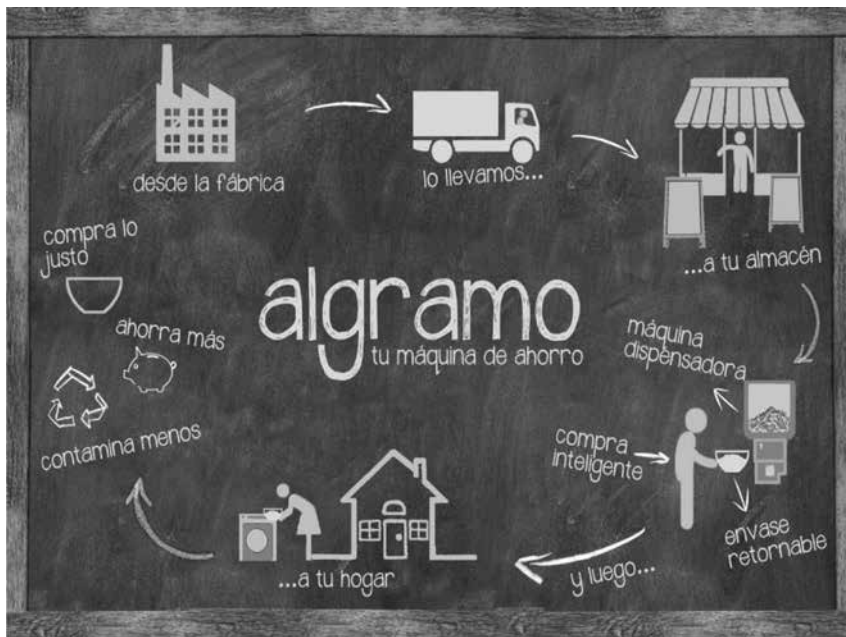 desde la fábrica
lo llevamos...
...a tu almacén
compra lo
justo
ahorra más
contamina menos
algramo
tu máquina de ahorro
máquina
dispensadora
compra
inteligente
envase
retornable
y luego...
...a tu hogar